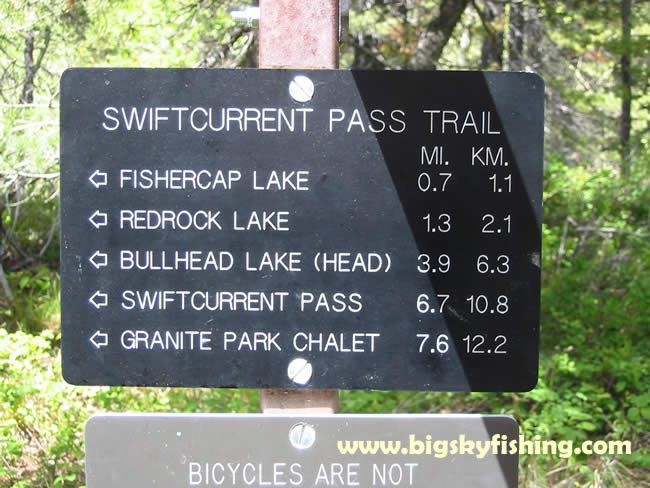 SWIFTCURRENT PASS TRAIL
MI. KM.
⇦ FISHERCAP LAKE 0.7 1.1
⇦ REDROCK LAKE 1.3 2.1
⇦ BULLHEAD LAKE (HEAD) 3.9 6.3
⇦ SWIFTCURRENT PASS 6.7 10.8
⇦ GRANITE PARK CHALET 7.6 12.2
www.bigskyfishing.com
BICYCLES ARE NOT